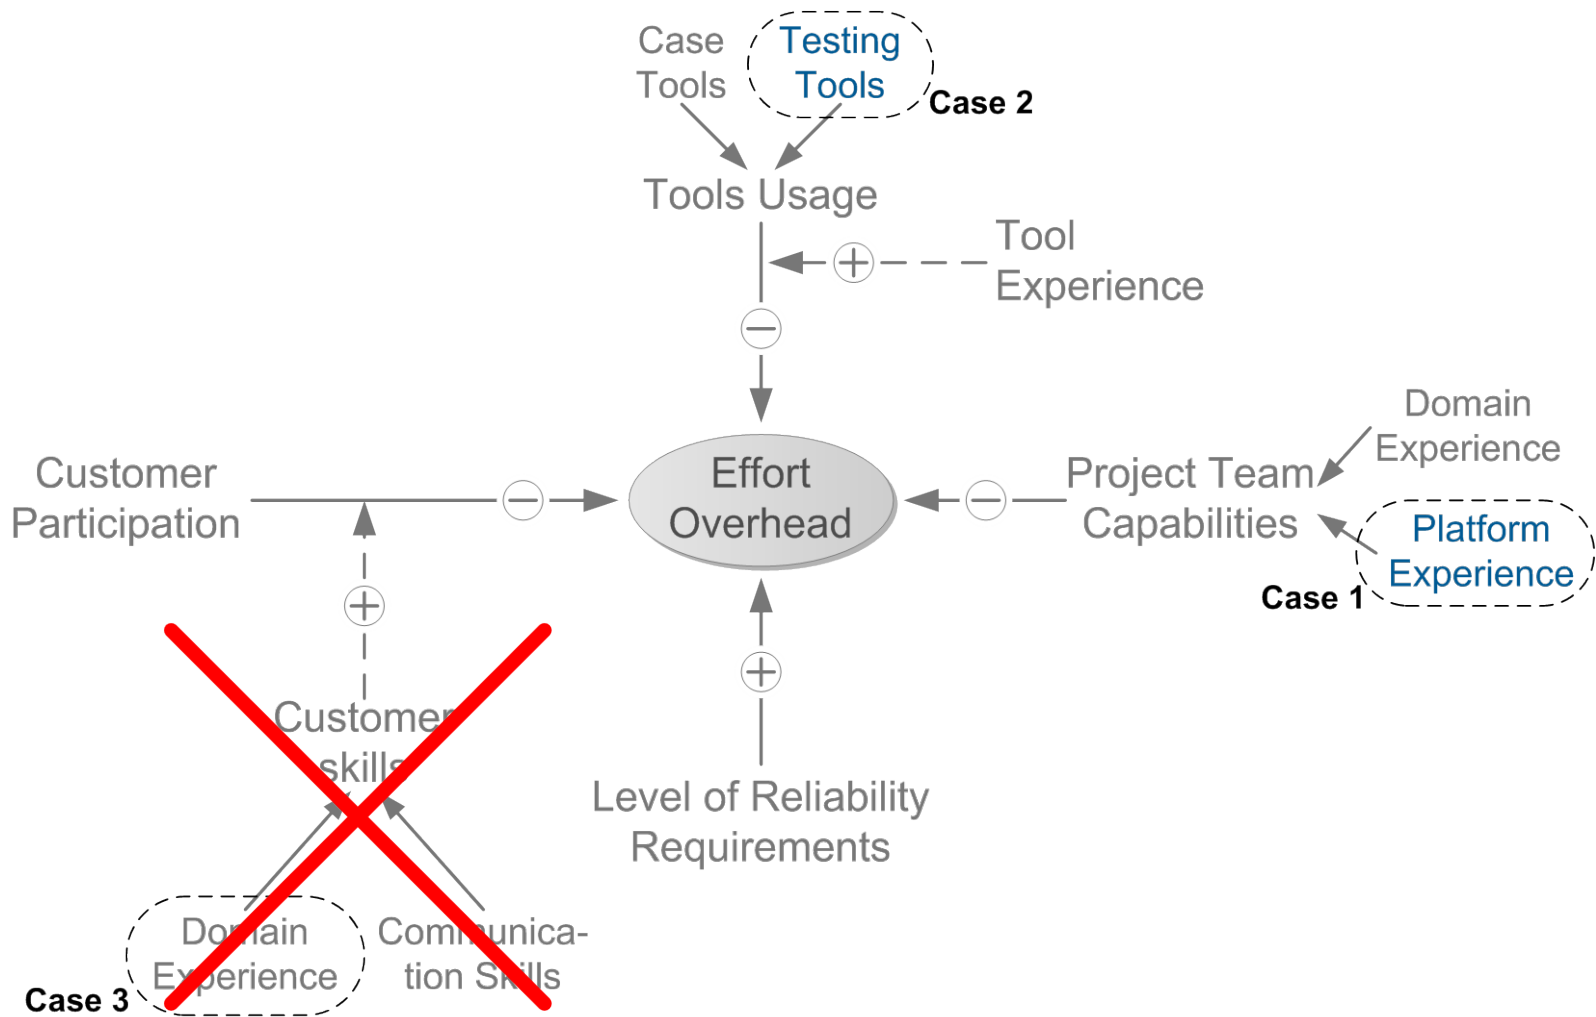 Case
Tools
Testing
Tools
Case 2
Tools Usage
Tool
Experience
Domain
Experience
Customer
Participation
Effort
Overhead
Project Team
Capabilities
Platform
Experience
Case 1
Customer
skills
Level of Reliability
Requirements
Domain
Experience
Communica-
tion Skills
Case 3